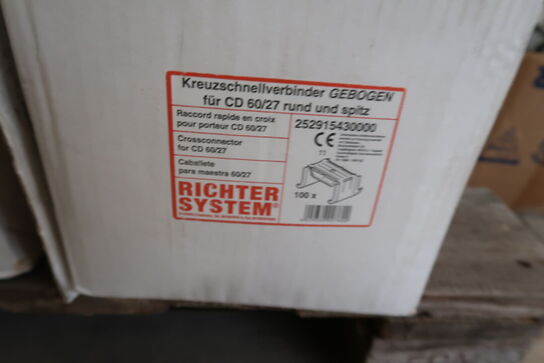 Kreuzschnellverbinder GEBOGEN
für CD 60/27 rund und spitz
Raccord rapide en croix
pour porteur CD 60/27
Crossconnector
for CD 60/27
Caballete
para maestra 60/27
RICHTER
SYSTEM
252915430000
CE
100 x